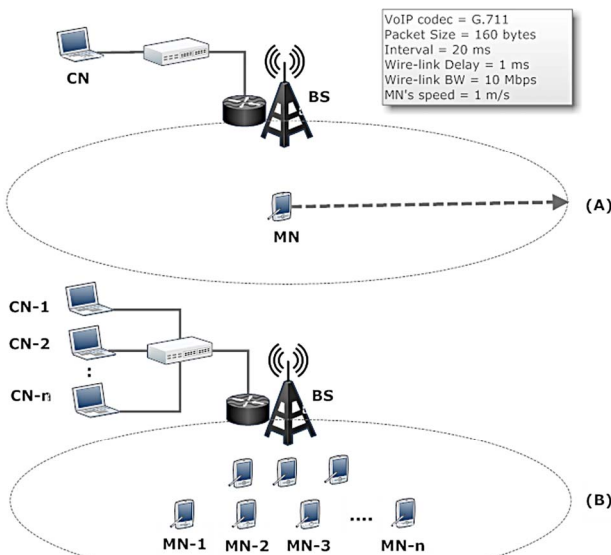 VoIP codec = G.711
Packet Size = 160 bytes
Interval = 20 ms
Wire-link Delay = 1 ms
Wire-link BW = 10 Mbps
MN's speed = 1 m/s
CN
BS
MN
(A)
CN-1
CN-2
:
CN-n
BS
(B)
MN-1 MN-2 MN-3 .... MN-n